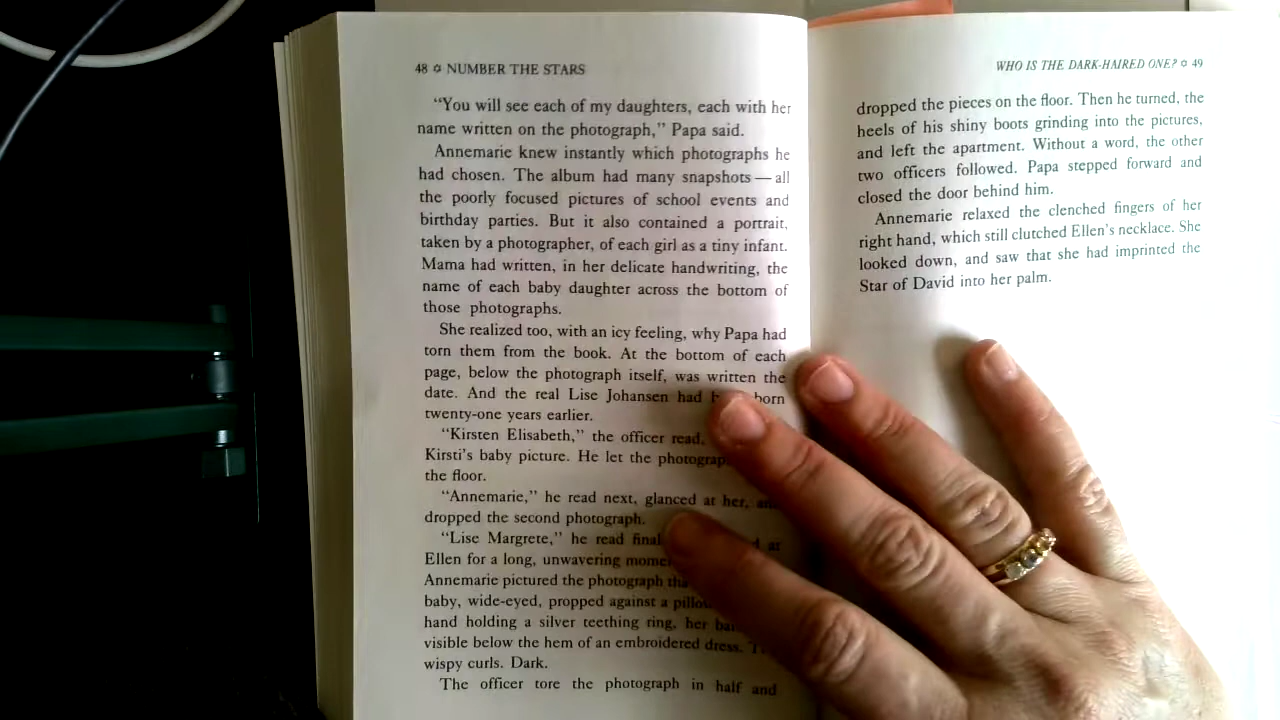 48 ✡ NUMBER THE STARS
"You will see each of my daughters, each with her
name written on the photograph," Papa said.
Annemarie knew instantly which photographs he
had chosen. The album had many snapshots — all
the poorly focused pictures of school events and
birthday parties. But it also contained a portrait,
taken by a photographer, of each girl as a tiny infant.
Mama had written, in her delicate handwriting, the
name of each baby daughter across the bottom of
those photographs.
She realized too, with an icy feeling, why Papa had
torn them from the book. At the bottom of each
page, below the photograph itself, was written the
date. And the real Lise Johansen had born
twenty-one years earlier.
"Kirsten Elisabeth," the officer read,
Kirsti's baby picture. He let the
the floor.
"Annemarie," he read next, glanced at her, and
dropped the second photograph.
"Lise Margrete," he read at
Ellen for a long, unwavering
Annemarie pictured the photograph
baby, wide-eyed, propped against a
hand holding a silver teething ring, her
visible below the hem of an embroidered dress.
wispy curls. Dark.
The officer tore the photograph in half and
WHO IS THE DARK-HAIRED ONE? ✡ 49
dropped the pieces on the floor. Then he turned, the
heels of his shiny boots grinding into the pictures,
and left the apartment. Without a word, the other
two officers followed. Papa stepped forward and
closed the door behind him.
Annemarie relaxed the clenched fingers of her
right hand, which still clutched Ellen's necklace. She
looked down, and saw that she had imprinted the
Star of David into her palm.